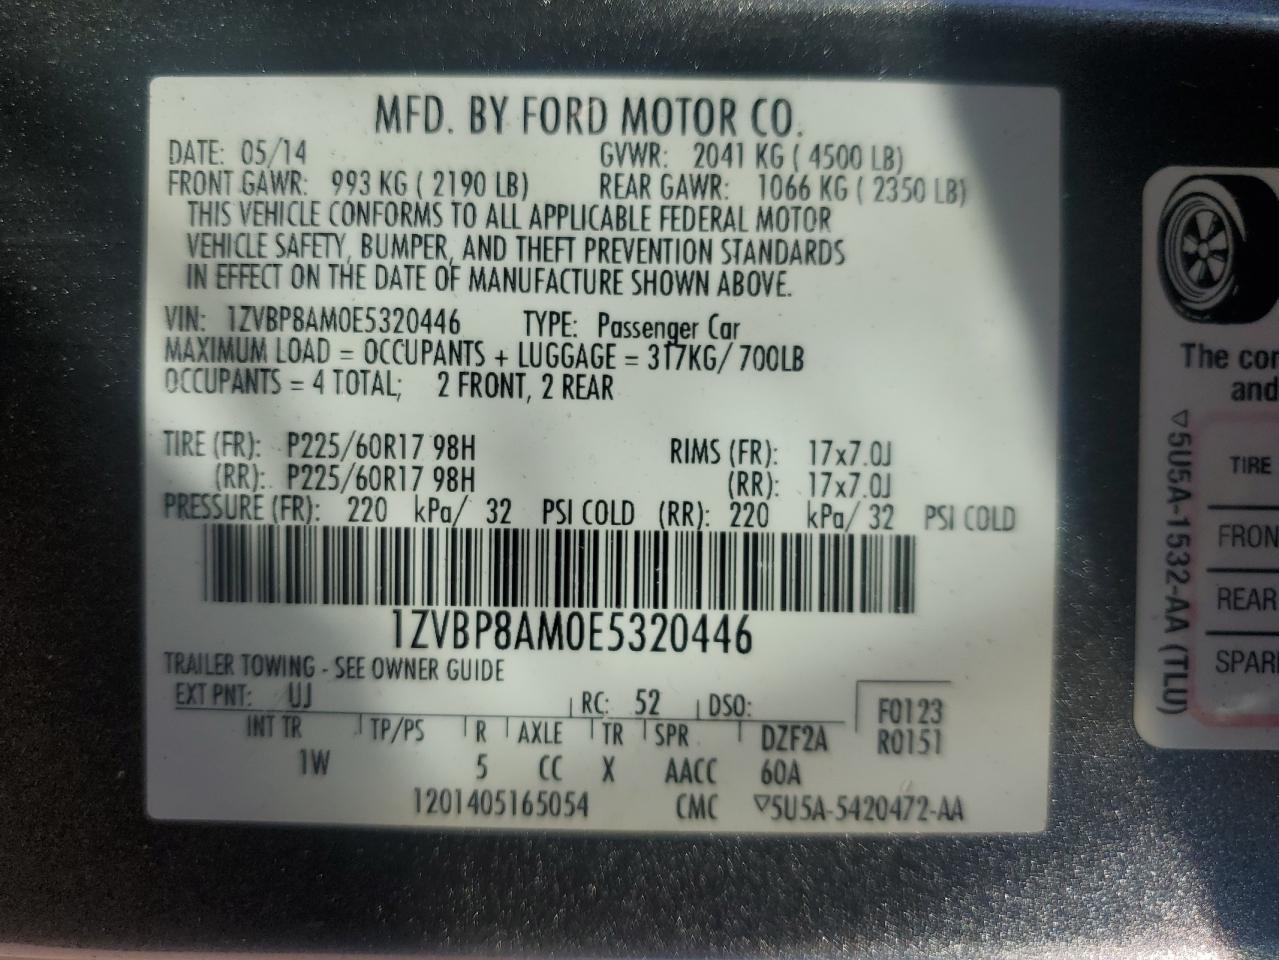 MFD. BY FORD MOTOR CO.
DATE: 05/14 GVWR: 2041 KG ( 4500 LB)
FRONT GAWR: 993 KG ( 2190 LB) REAR GAWR: 1066 KG ( 2350 LB)
THIS VEHICLE CONFORMS TO ALL APPLICABLE FEDERAL MOTOR
VEHICLE SAFETY, BUMPER, AND THEFT PREVENTION STANDARDS
IN EFFECT ON THE DATE OF MANUFACTURE SHOWN ABOVE.
VIN: 1ZVBP8AM0E5320446 TYPE: Passenger Car
MAXIMUM LOAD = OCCUPANTS + LUGGAGE = 317KG/ 700LB
OCCUPANTS = 4 TOTAL; 2 FRONT, 2 REAR
TIRE (FR): P225/60R17 98H RIMS (FR): 17x7.0J
(RR): P225/60R17 98H (RR): 17x7.0J
PRESSURE (FR): 220 kPa/ 32 PSI COLD (RR): 220 kPa/ 32 PSI COLD
1ZVBP8AM0E5320446
TRAILER TOWING - SEE OWNER GUIDE
EXT PNT: UJ RC: 52 DSO: F0123
INT TR TP/PS R AXLE TR SPR DZF2A R0151
1W 5 CC X AACC 60A
1201405165054 CMC ▽5U5A-5420472-AA
The con
and
▽5U5A-1532-AA (TLU)
TIRE
FRON
REAR
SPAR